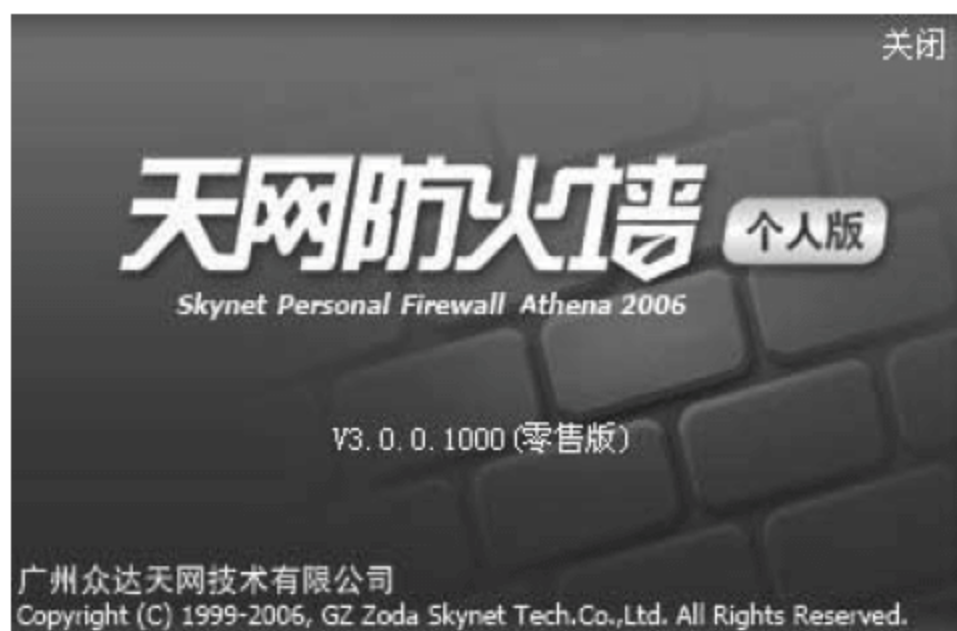 关闭
天网防火墙 个人版
Skynet Personal Firewall Athena 2006
V3.0.0.1000(零售版)
广州众达天网技术有限公司
Copyright (C) 1999-2006, GZ Zoda Skynet Tech.Co.,Ltd. All Rights Reserved.